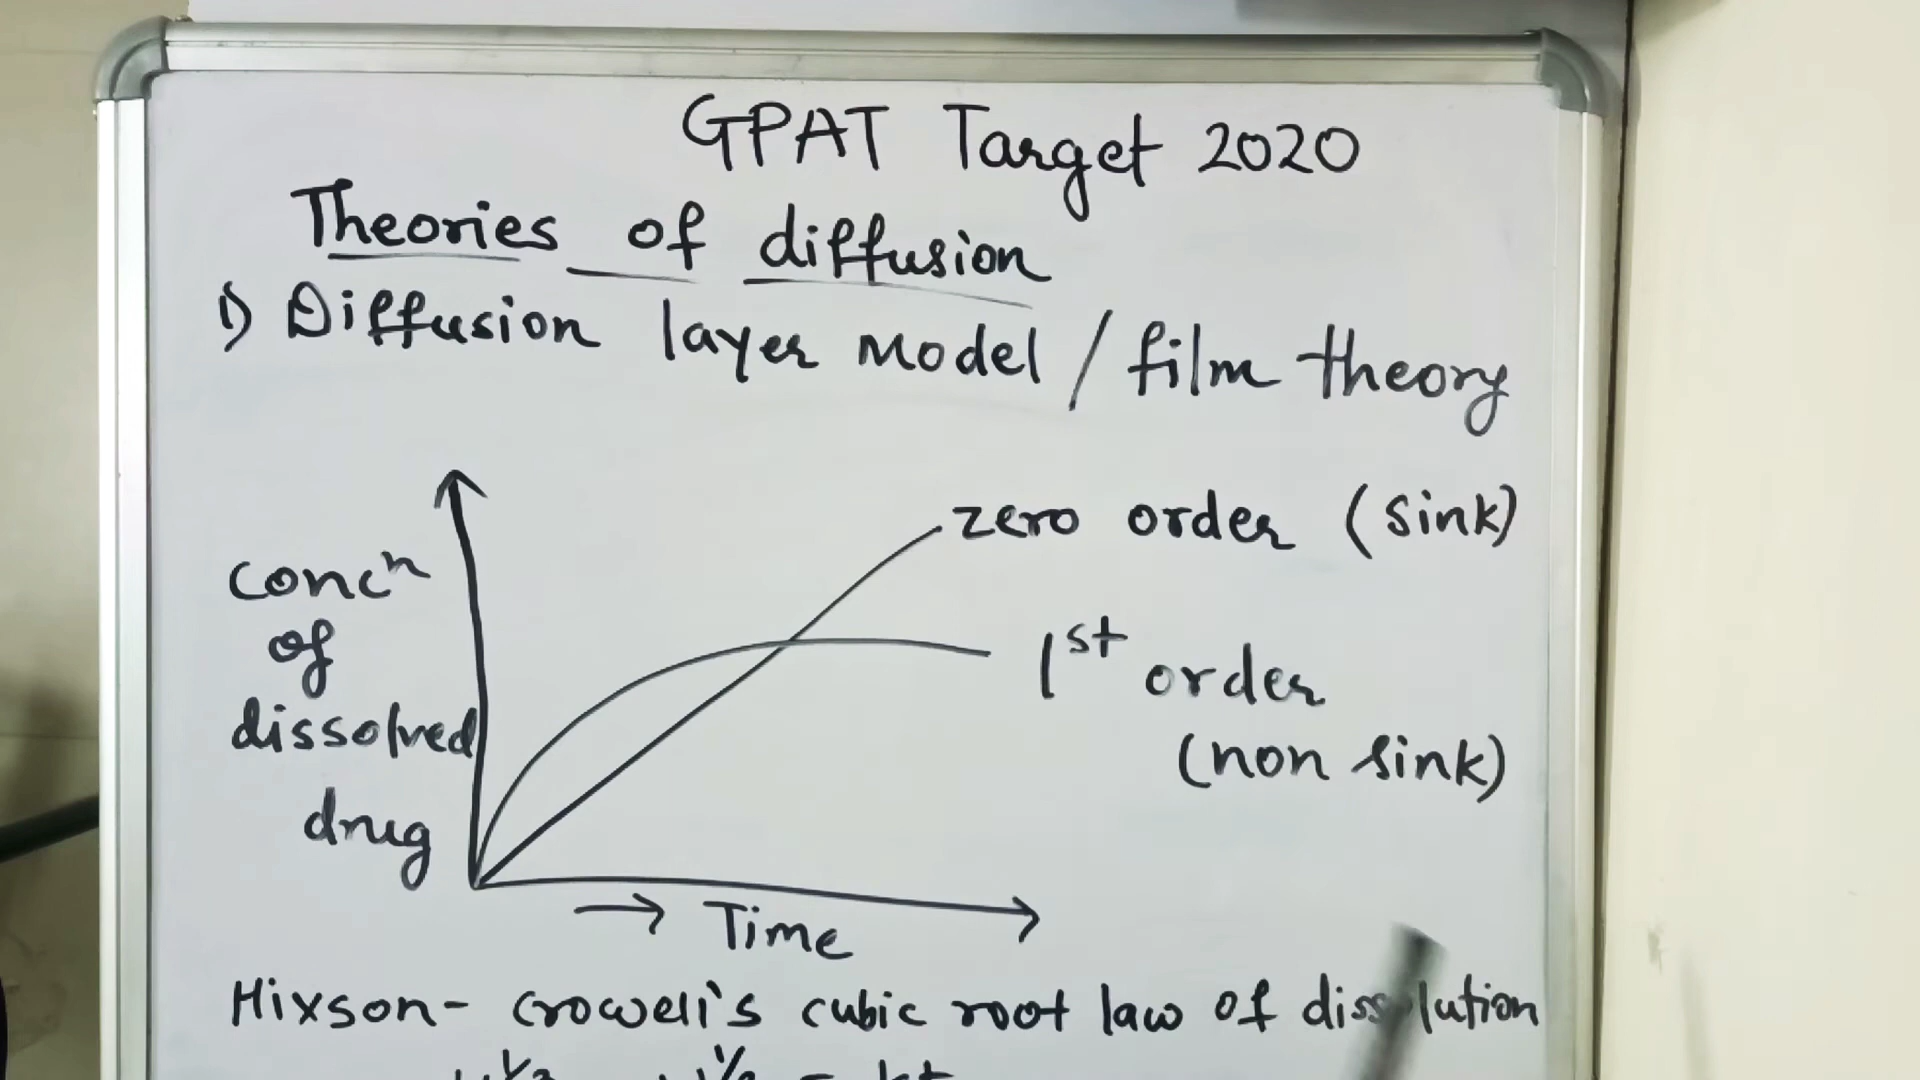 GPAT Target 2020
Theories of diffusion
1) Diffusion layer model / film theory
concⁿ
of
dissolved
drug
zero order (sink)
1st order
(non sink)
→ Time
Hixson- crowell's cubic root law of dissolution